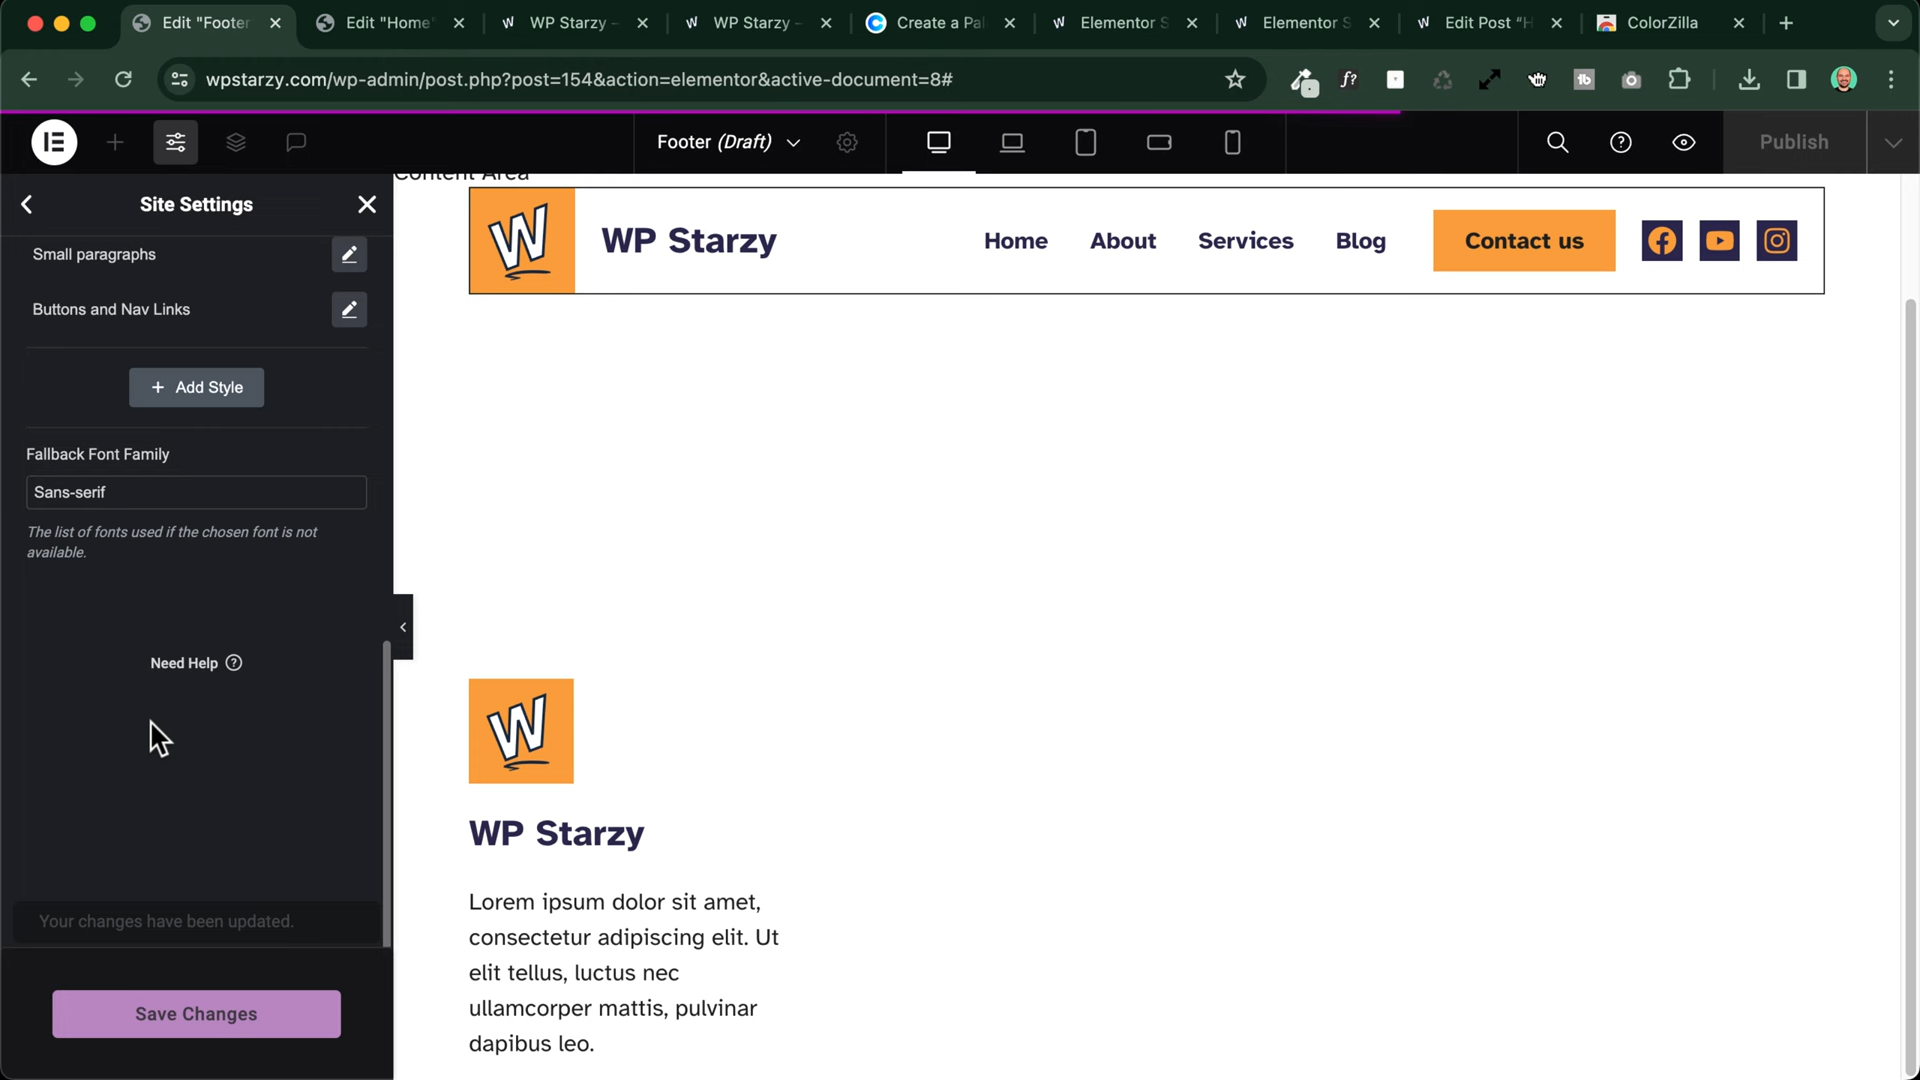 Edit "Footer
Edit "Home"
WP Starzy -
WP Starzy -
Create a Pal
Elementor S
Elementor S
Edit Post "H
ColorZilla
wpstarzy.com/wp-admin/post.php?post=154&action=elementor&active-document=8#
f?
tb
Footer (Draft)
Publish
Site Settings
Content Area
Small paragraphs
Buttons and Nav Links
+ Add Style
Fallback Font Family
Sans-serif
The list of fonts used if the chosen font is not
available.
Need Help ?
Your changes have been updated.
Save Changes
W
WP Starzy
Home
About
Services
Blog
Contact us
W
WP Starzy
Lorem ipsum dolor sit amet,
consectetur adipiscing elit. Ut
elit tellus, luctus nec
ullamcorper mattis, pulvinar
dapibus leo.